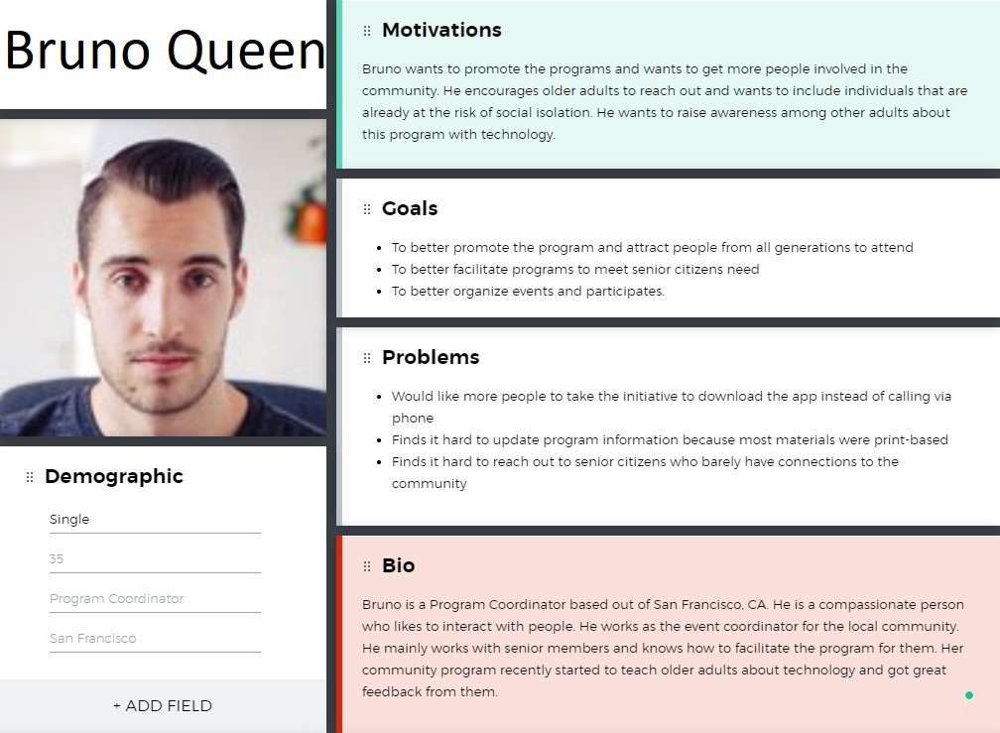 Bruno Queen
Demographic
Single
35
Program Coordinator
San Francisco
+ ADD FIELD
Motivations
Bruno wants to promote the programs and wants to get more people involved in the
community. He encourages older adults to reach out and wants to include individuals that are
already at the risk of social isolation. He wants to raise awareness among other adults about
this program with technology.
Goals
• To better promote the program and attract people from all generations to attend
• To better facilitate programs to meet senior citizens need
• To better organize events and participates.
Problems
• Would like more people to take the initiative to download the app instead of calling via
phone
• Finds it hard to update program information because most materials were print-based
• Finds it hard to reach out to senior citizens who barely have connections to the
community
Bio
Bruno is a Program Coordinator based out of San Francisco, CA. He is a compassionate person
who likes to interact with people. He works as the event coordinator for the local community.
He mainly works with senior members and knows how to facilitate the program for them. Her
community program recently started to teach older adults about technology and got great
feedback from them.